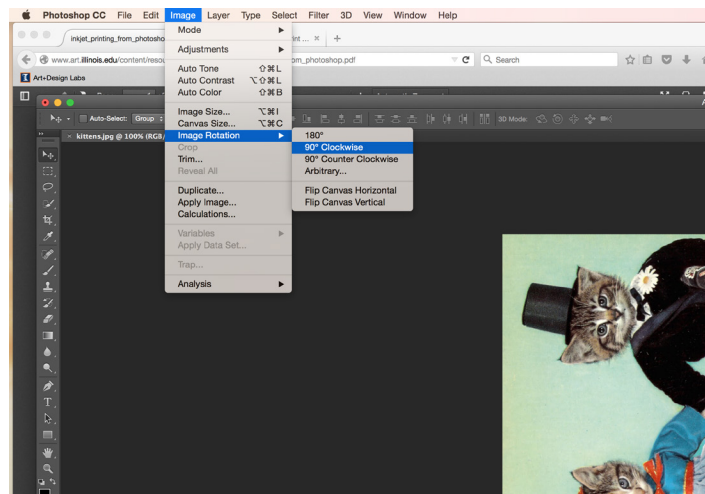 Photoshop CC File Edit Image Layer Type Select Filter 3D View Window Help
inkjet_printing_from_photosho
int ... × +
www.art.illinois.edu/content/resou
om_photoshop.pdf
Search
Art+Design Labs
Auto-Select: Group
3D Mode:
kittens.jpg @ 100% (RGB/
Mode
Adjustments
Auto Tone ⇧⌘L
Auto Contrast ⌥⇧⌘L
Auto Color ⇧⌘B
Image Size... ⌥⌘I
Canvas Size... ⌥⌘C
Image Rotation
Crop
Trim...
Reveal All
Duplicate...
Apply Image...
Calculations...
Variables
Apply Data Set...
Trap...
Analysis
180°
90° Clockwise
90° Counter Clockwise
Arbitrary...
Flip Canvas Horizontal
Flip Canvas Vertical